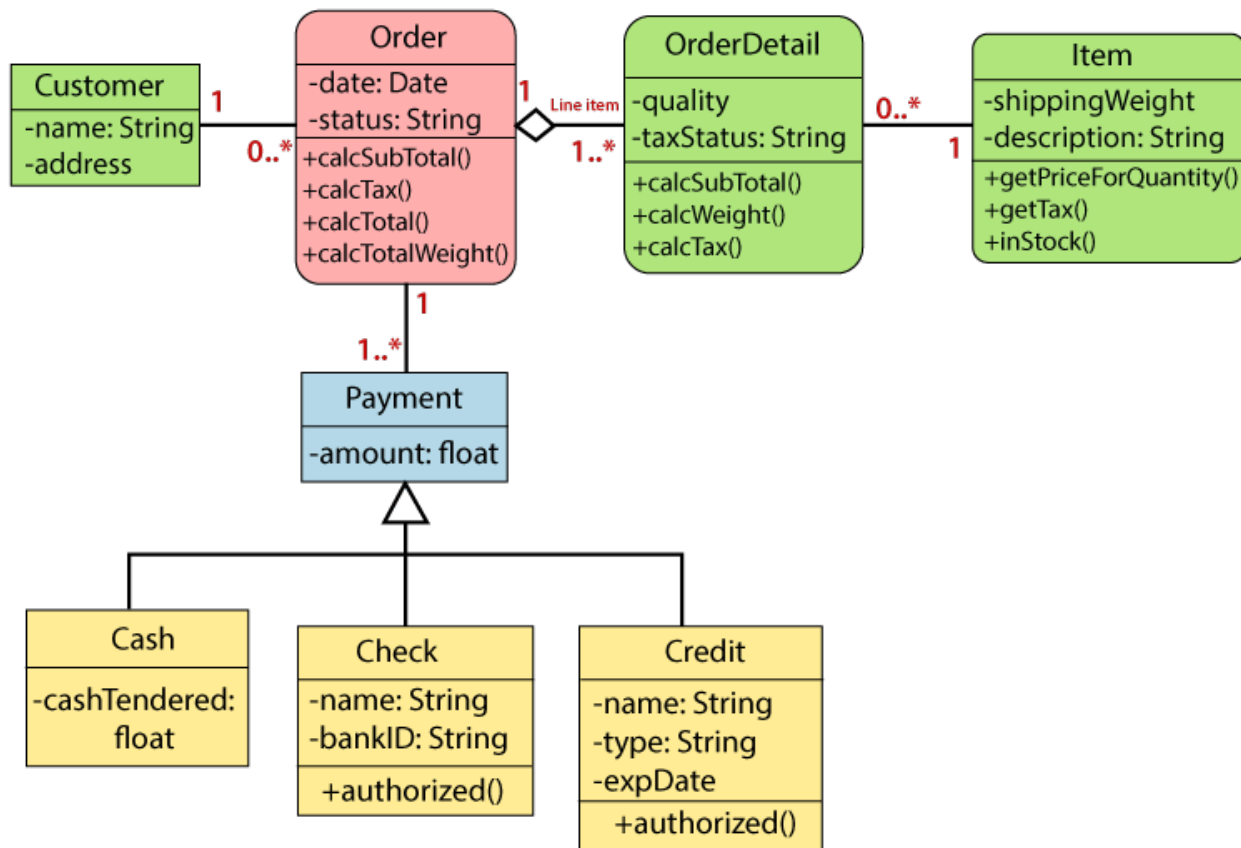 Customer
-name: String
-address
1
0..*
Order
-date: Date
-status: String
+calcSubTotal()
+calcTax()
+calcTotal()
+calcTotalWeight()
1
Line item
1..*
OrderDetail
-quality
-taxStatus: String
+calcSubTotal()
+calcWeight()
+calcTax()
0..*
1
Item
-shippingWeight
-description: String
+getPriceForQuantity()
+getTax()
+inStock()
1
1..*
Payment
-amount: float
Cash
-cashTendered:
float
Check
-name: String
-bankID: String
+authorized()
Credit
-name: String
-type: String
-expDate
+authorized()